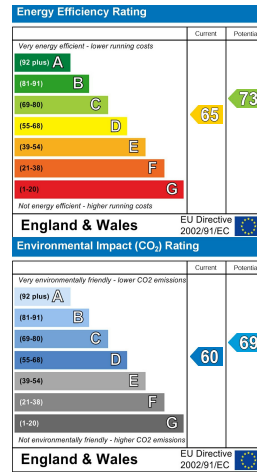 Energy Efficiency Rating
Current Potential
Very energy efficient - lower running costs
(92 plus) A
(81-91) B
(69-80) C
(55-68) D
(39-54) E
(21-38) F
(1-20) G
65
73
Not energy efficient - higher running costs
England & Wales
EU Directive
2002/91/EC
Environmental Impact (CO₂) Rating
Current Potential
Very environmentally friendly - lower CO2 emissions
(92 plus) A
(81-91) B
(69-80) C
(55-68) D
(39-54) E
(21-38) F
(1-20) G
60
69
Not environmentally friendly - higher CO2 emissions
England & Wales
EU Directive
2002/91/EC